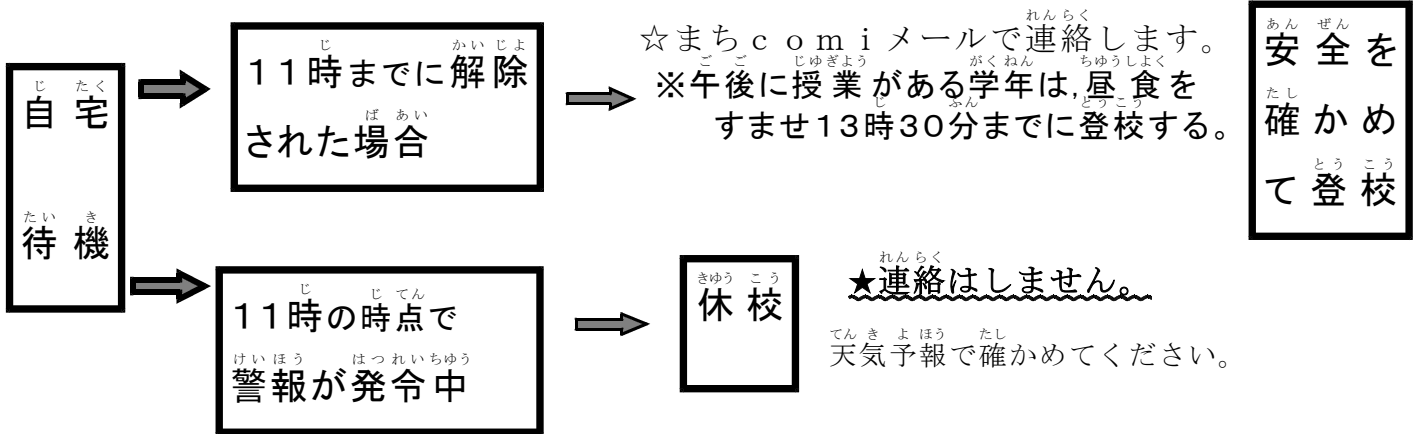 自宅
待機
11時までに解除
された場合
☆まちcomiメールで連絡します。
※午後に授業がある学年は,昼食を
すませ13時30分までに登校する。
安全を
確かめ
て登校
11時の時点で
警報が発令中
休校
★連絡はしません。
天気予報で確かめてください。